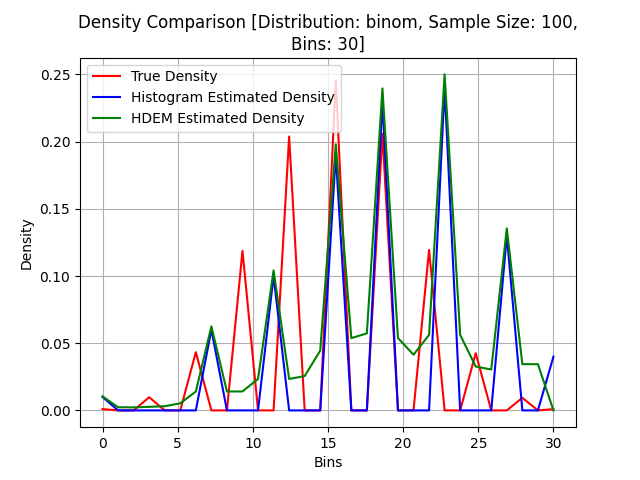 Density Comparison [Distribution: binom, Sample Size: 100,
Bins: 30]
True Density
Histogram Estimated Density
HDEM Estimated Density
0.25
0.20
0.15
0.10
0.05
0.00
Density
0 5 10 15 20 25 30
Bins